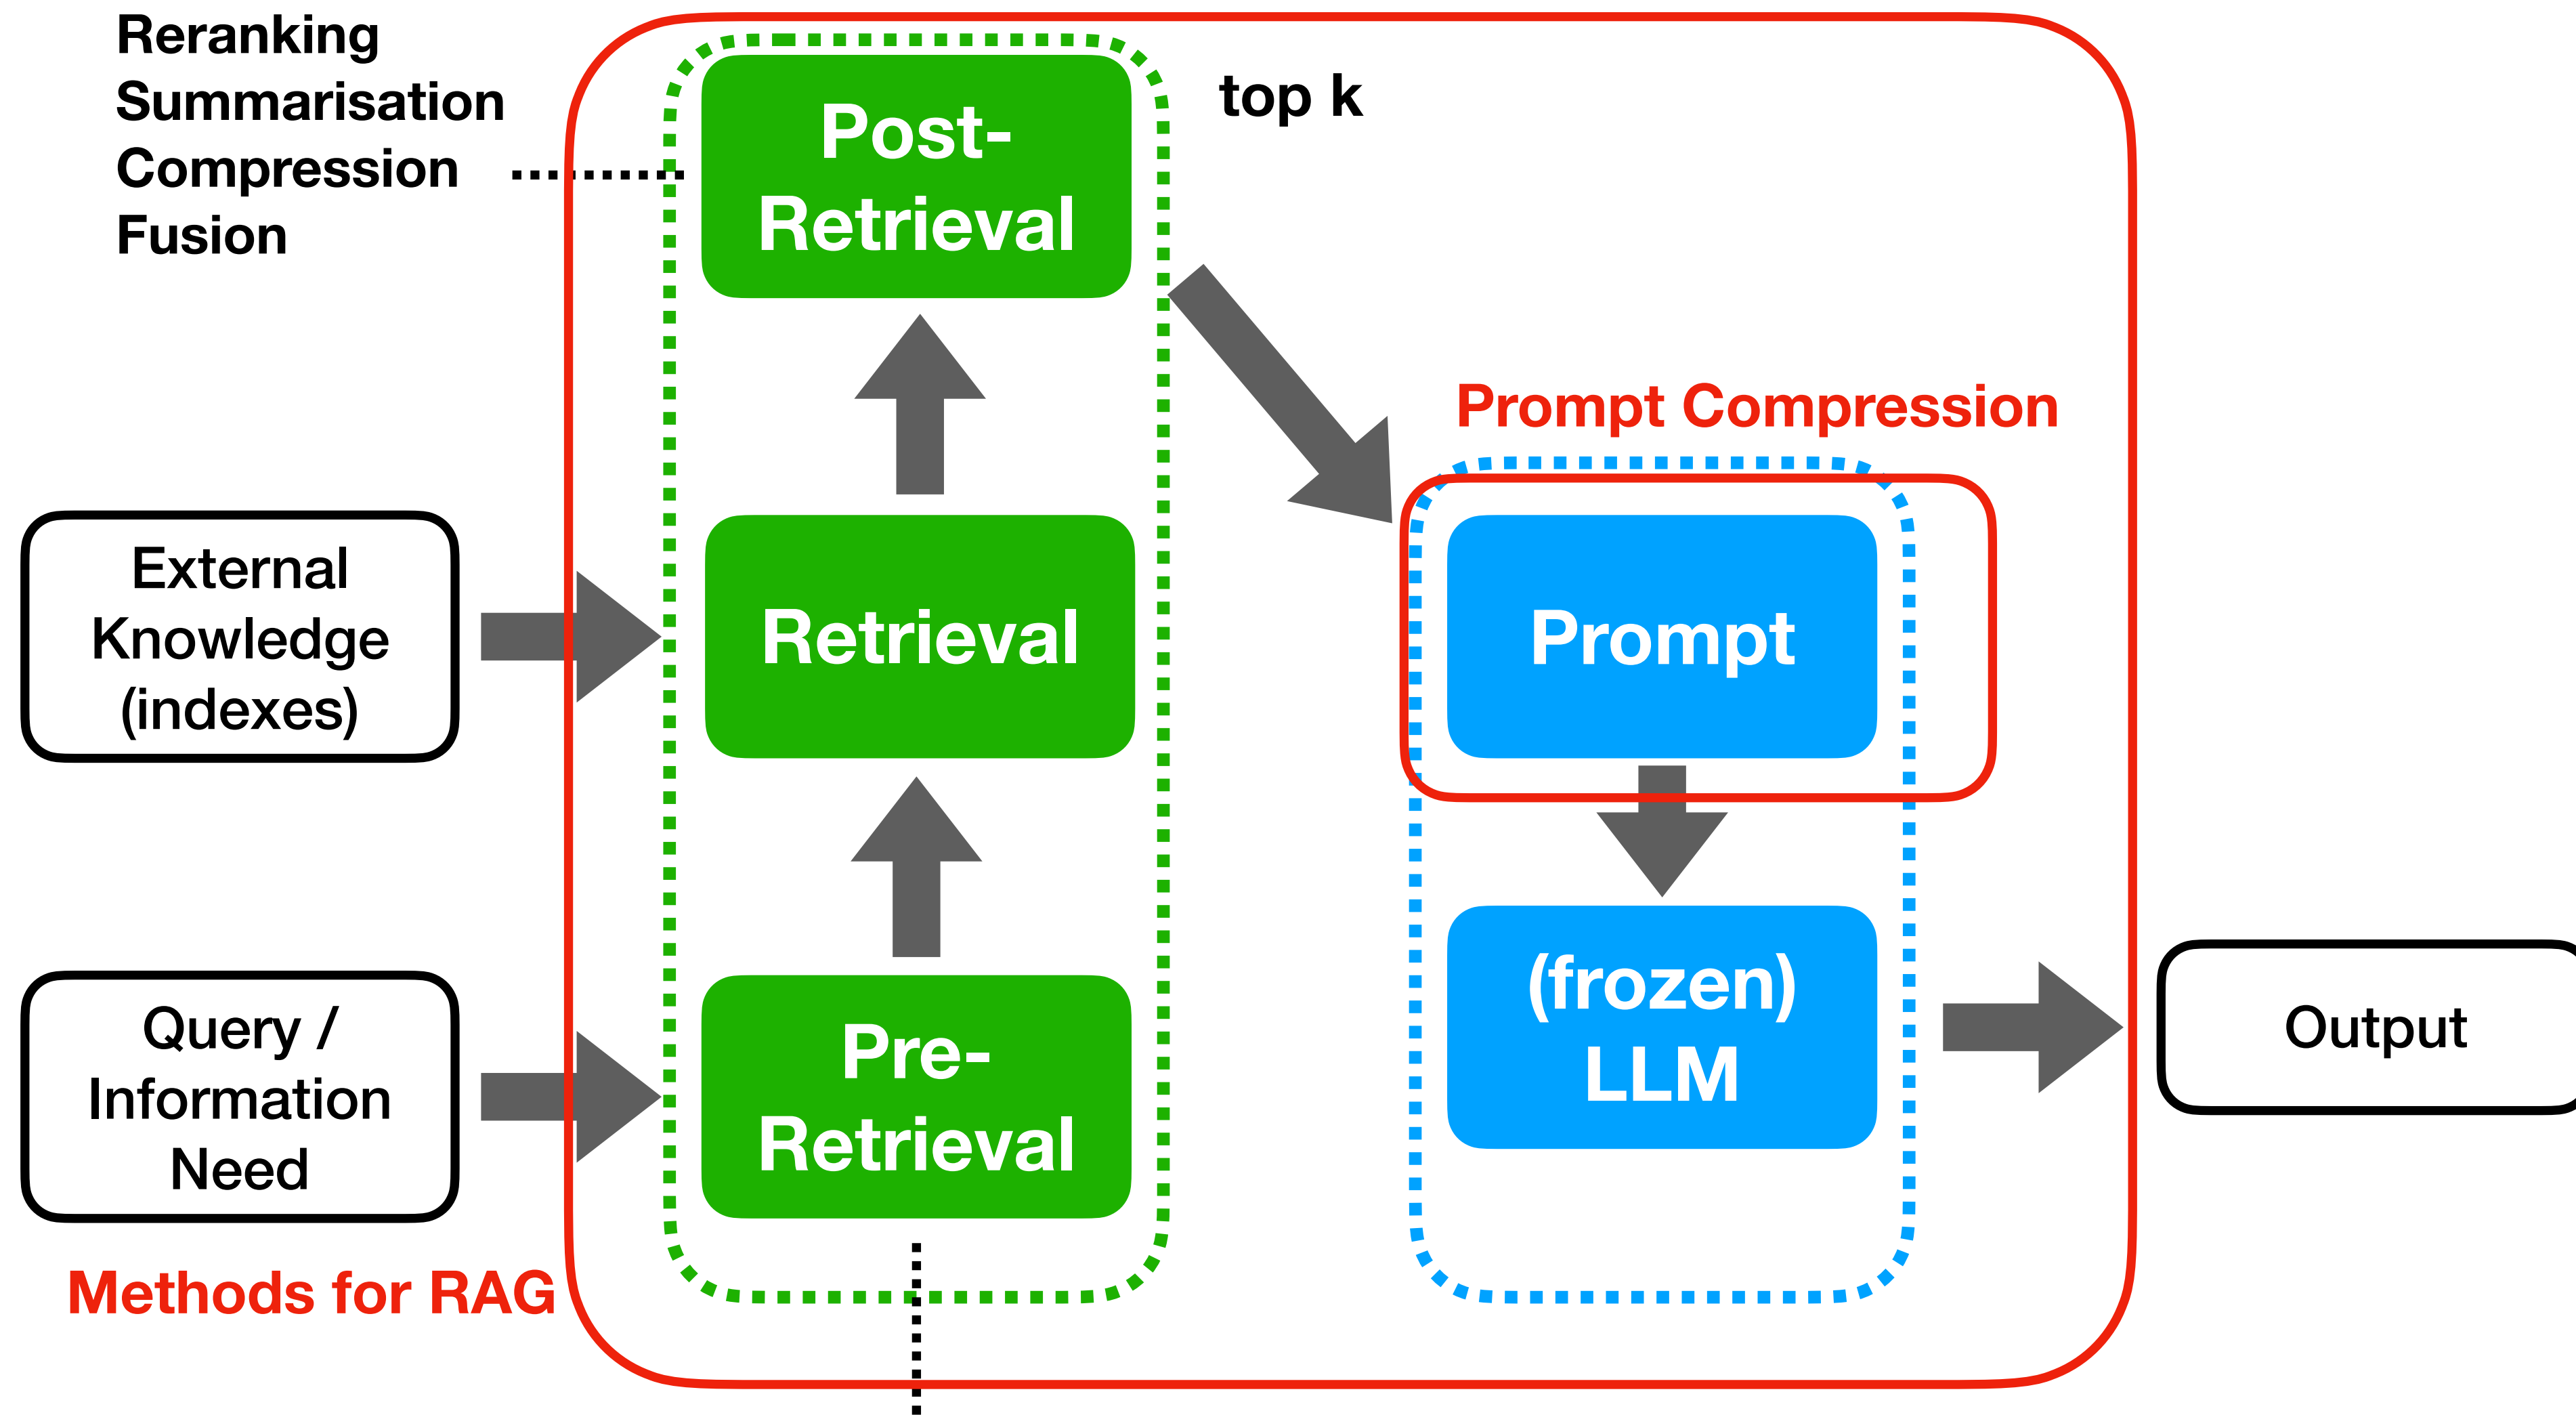 Reranking
Summarisation
Compression
Fusion
Post-
Retrieval
top k
Prompt Compression
External
Knowledge
(indexes)
Retrieval
Prompt
Query /
Information
Need
Pre-
Retrieval
(frozen)
LLM
Output
Methods for RAG